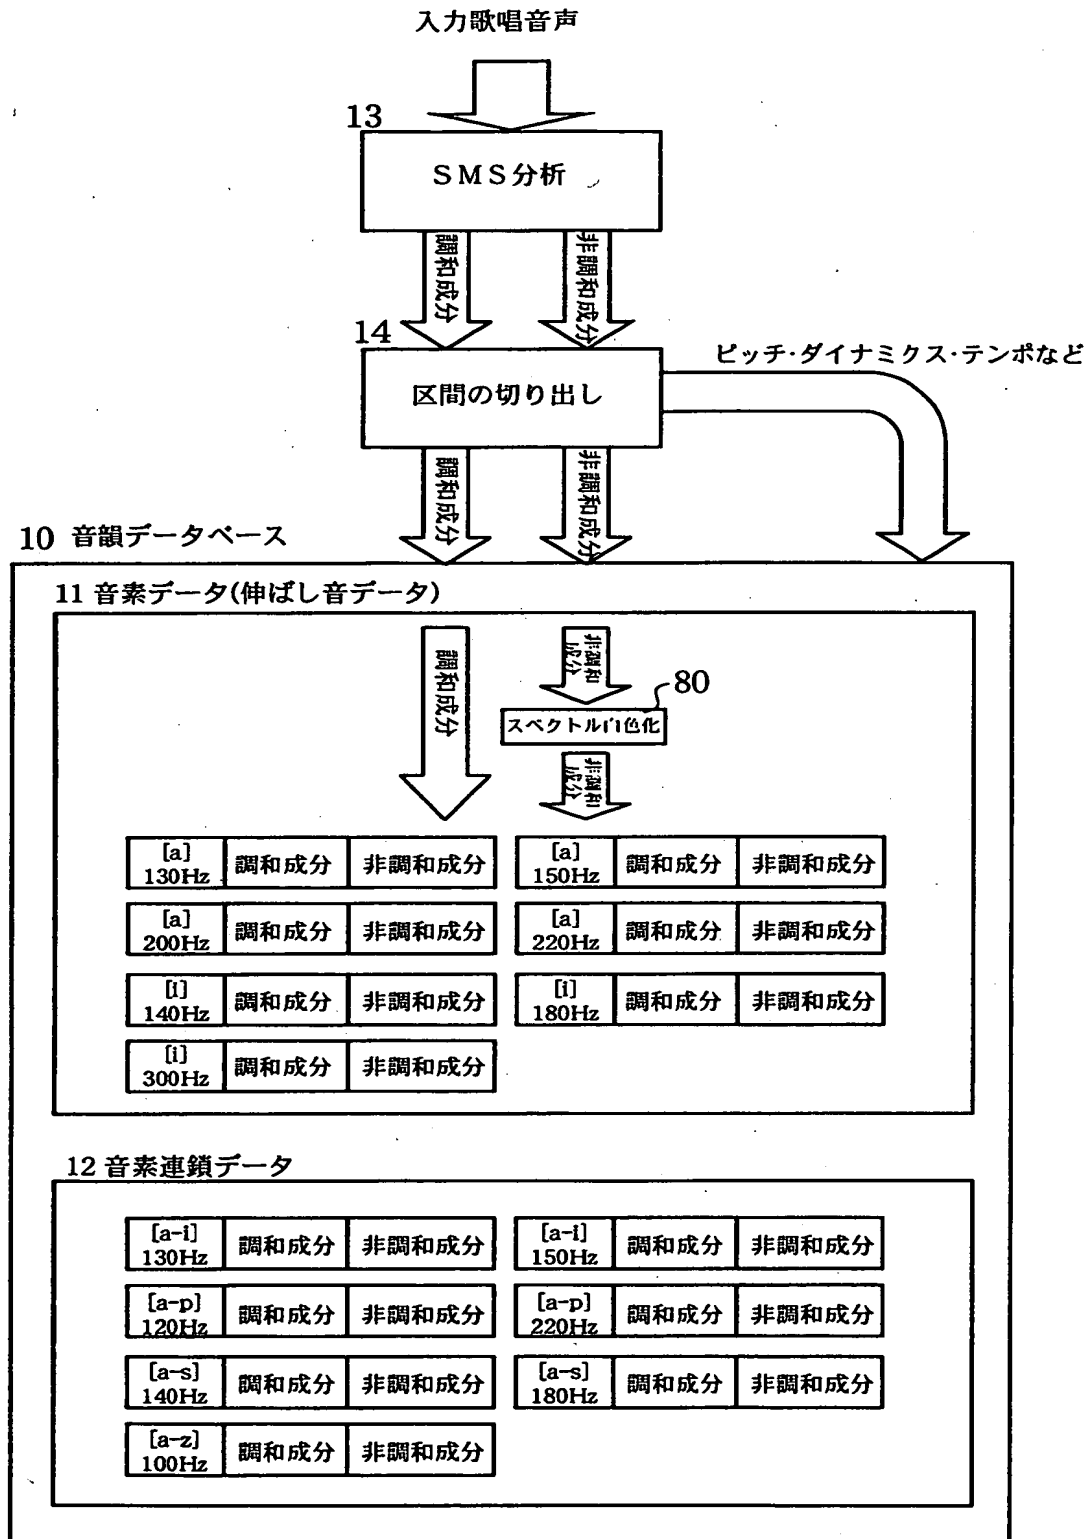 入力歌唱音声
13
SMS分析
調和成分
非調和成分
14
区間の切り出し
ピッチ・ダイナミクス・テンポなど
調和成分
非調和成分
10 音韻データベース
11 音素データ(伸ばし音データ)
調和成分
非調和
成分
80
スペクトル白色化
非調和
成分
[a]
130Hz
調和成分
非調和成分
[a]
150Hz
調和成分
非調和成分
[a]
200Hz
調和成分
非調和成分
[a]
220Hz
調和成分
非調和成分
[i]
140Hz
調和成分
非調和成分
[i]
180Hz
調和成分
非調和成分
[i]
300Hz
調和成分
非調和成分
12 音素連鎖データ
[a-i]
130Hz
調和成分
非調和成分
[a-i]
150Hz
調和成分
非調和成分
[a-p]
120Hz
調和成分
非調和成分
[a-p]
220Hz
調和成分
非調和成分
[a-s]
140Hz
調和成分
非調和成分
[a-s]
180Hz
調和成分
非調和成分
[a-z]
100Hz
調和成分
非調和成分